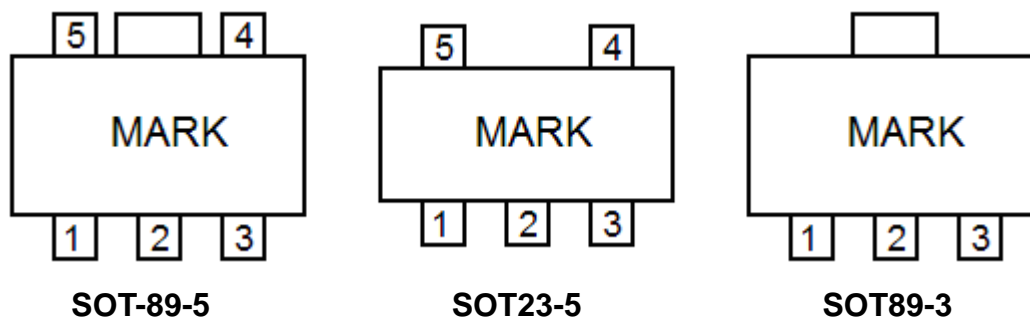 5 4 5 4
MARK MARK MARK
1 2 3 1 2 3 1 2 3
SOT-89-5 SOT23-5 SOT89-3